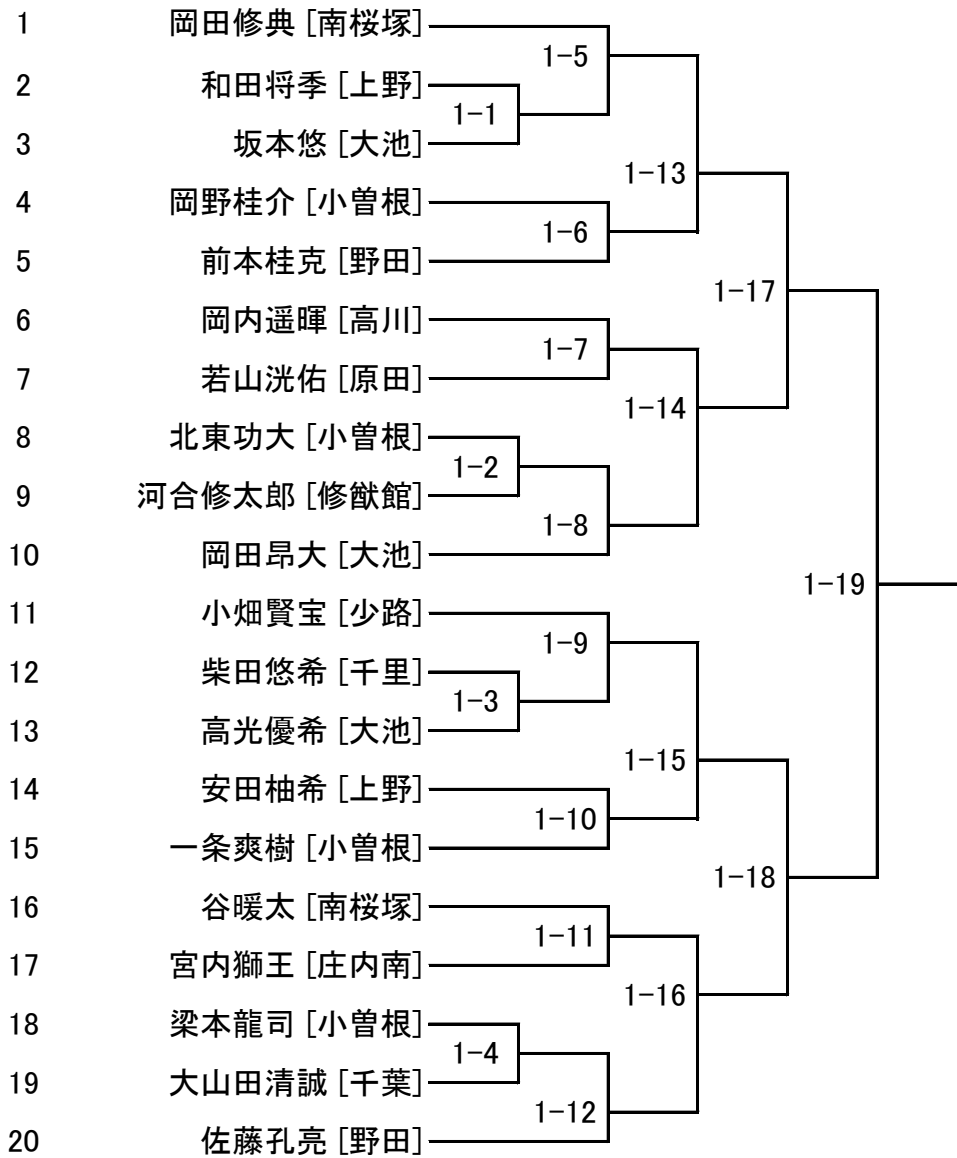 1 岡田修典 [南桜塚]
1-5
2 和田将季 [上野]
1-1
3 坂本悠 [大池]
1-13
4 岡野桂介 [小曽根]
1-6
5 前本桂克 [野田]
1-17
6 岡内遥暉 [高川]
1-7
7 若山洸佑 [原田]
1-14
8 北東功大 [小曽根]
1-2
9 河合修太郎 [修猷館]
1-8
10 岡田昂大 [大池]
1-19
11 小畑賢宝 [少路]
1-9
12 柴田悠希 [千里]
1-3
13 高光優希 [大池]
1-15
14 安田柚希 [上野]
1-10
15 一条爽樹 [小曽根]
1-18
16 谷暖太 [南桜塚]
1-11
17 宮内獅王 [庄内南]
1-16
18 梁本龍司 [小曽根]
1-4
19 大山田清誠 [千葉]
1-12
20 佐藤孔亮 [野田]